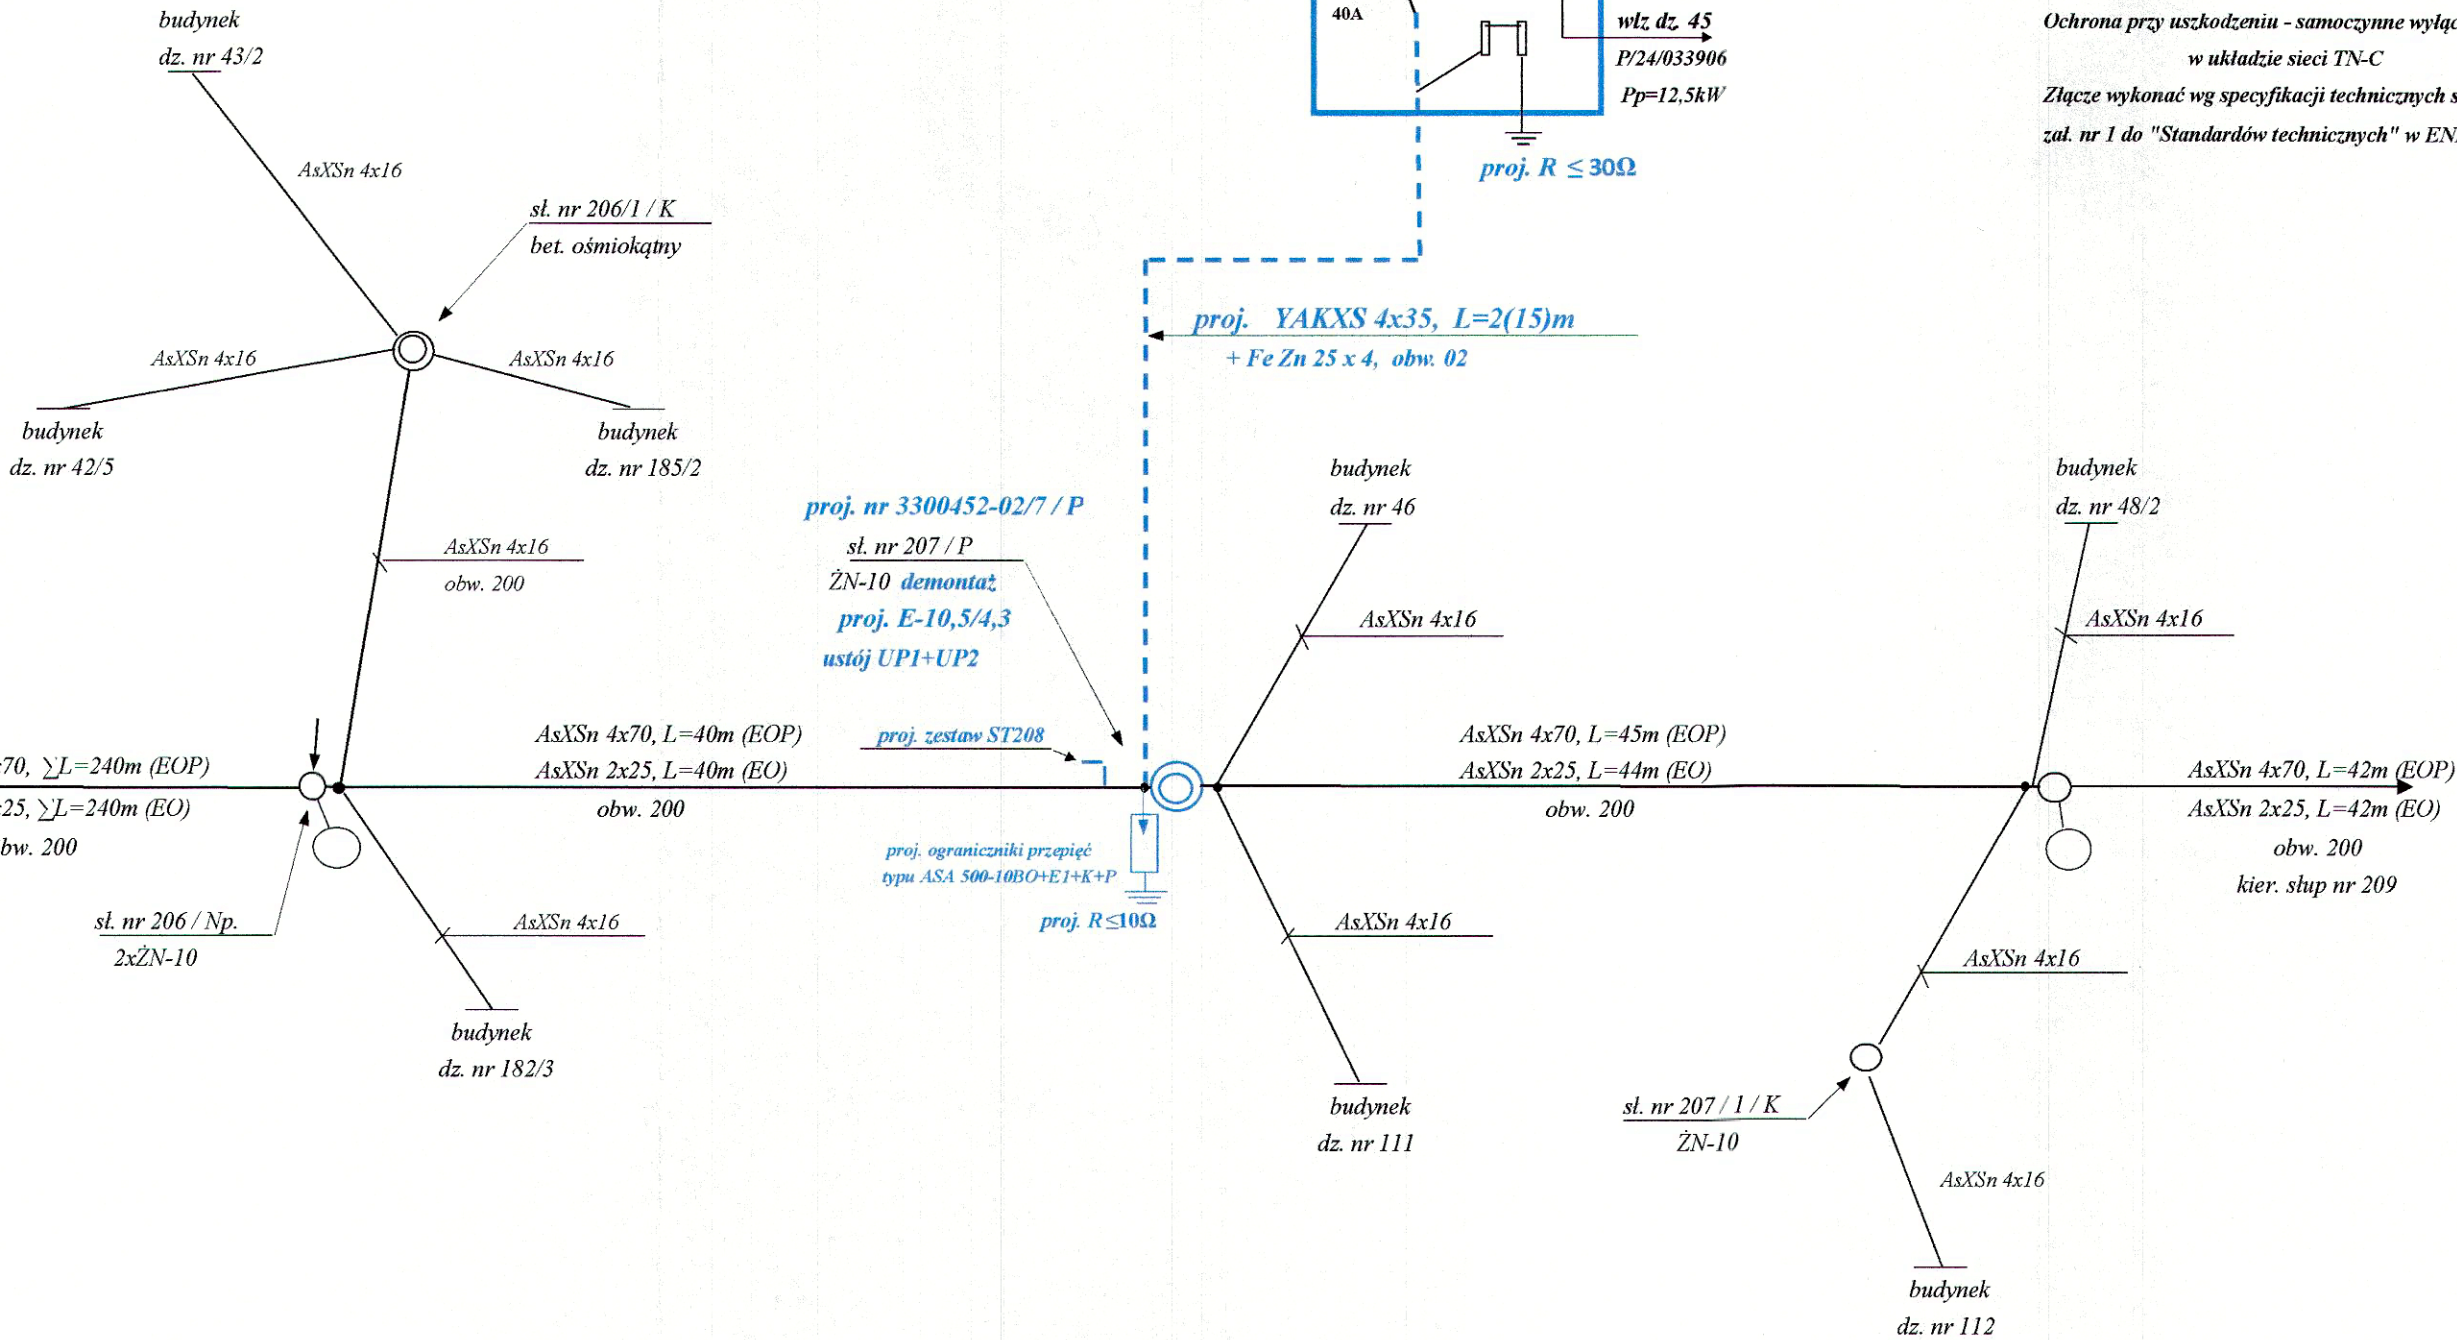 budynek
dz. nr 43/2
AsXSn 4x16
sł. nr 206/1 / K
bet. ośmiokątny
AsXSn 4x16
AsXSn 4x16
budynek
dz. nr 42/5
budynek
dz. nr 185/2
AsXSn 4x16
obw. 200
40A
wlz dz. 45
P/24/033906
Pp=12,5kW
proj. R ≤ 30Ω
Ochrona przy uszkodzeniu - samoczynne wyłąc
w układzie sieci TN-C
Złącze wykonać wg specyfikacji technicznych s
zał. nr 1 do "Standardów technicznych" w EN
proj. YAKXS 4x35, L=2(15)m
+ Fe Zn 25 x 4, obw. 02
proj. nr 3300452-02/7 / P
sł. nr 207 / P
ŻN-10 demontaż
proj. E-10,5/4,3
ustój UP1+UP2
proj. zestaw ST208
budynek
dz. nr 46
AsXSn 4x16
budynek
dz. nr 48/2
AsXSn 4x16
x70, ∑L=240m (EOP)
x25, ∑L=240m (EO)
bw. 200
AsXSn 4x70, L=40m (EOP)
AsXSn 2x25, L=40m (EO)
obw. 200
AsXSn 4x70, L=45m (EOP)
AsXSn 2x25, L=44m (EO)
obw. 200
AsXSn 4x70, L=42m (EOP)
AsXSn 2x25, L=42m (EO)
obw. 200
kier. słup nr 209
proj. ograniczniki przepięć
typu ASA 500-10BO+E1+K+P
proj. R≤10Ω
sł. nr 206 / Np.
2xŻN-10
AsXSn 4x16
budynek
dz. nr 182/3
AsXSn 4x16
budynek
dz. nr 111
AsXSn 4x16
sł. nr 207 / 1 / K
ŻN-10
AsXSn 4x16
budynek
dz. nr 112